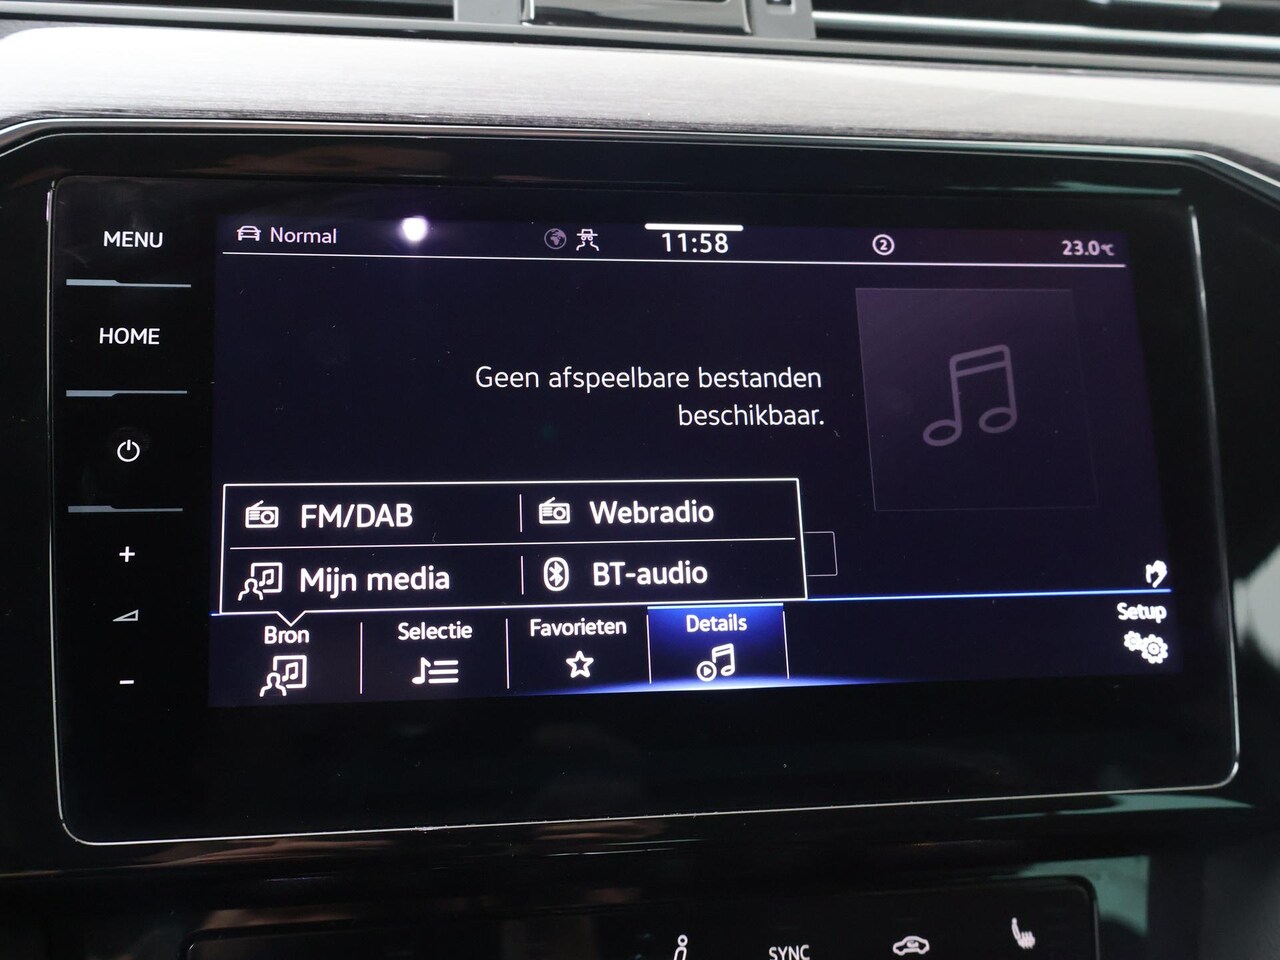 MENU
HOME
Normal
11:58
2
23.0°C
Geen afspeelbare bestanden
beschikbaar.
FM/DAB
Webradio
Mijn media
BT-audio
Bron
Selectie
Favorieten
Details
Setup
SYNC